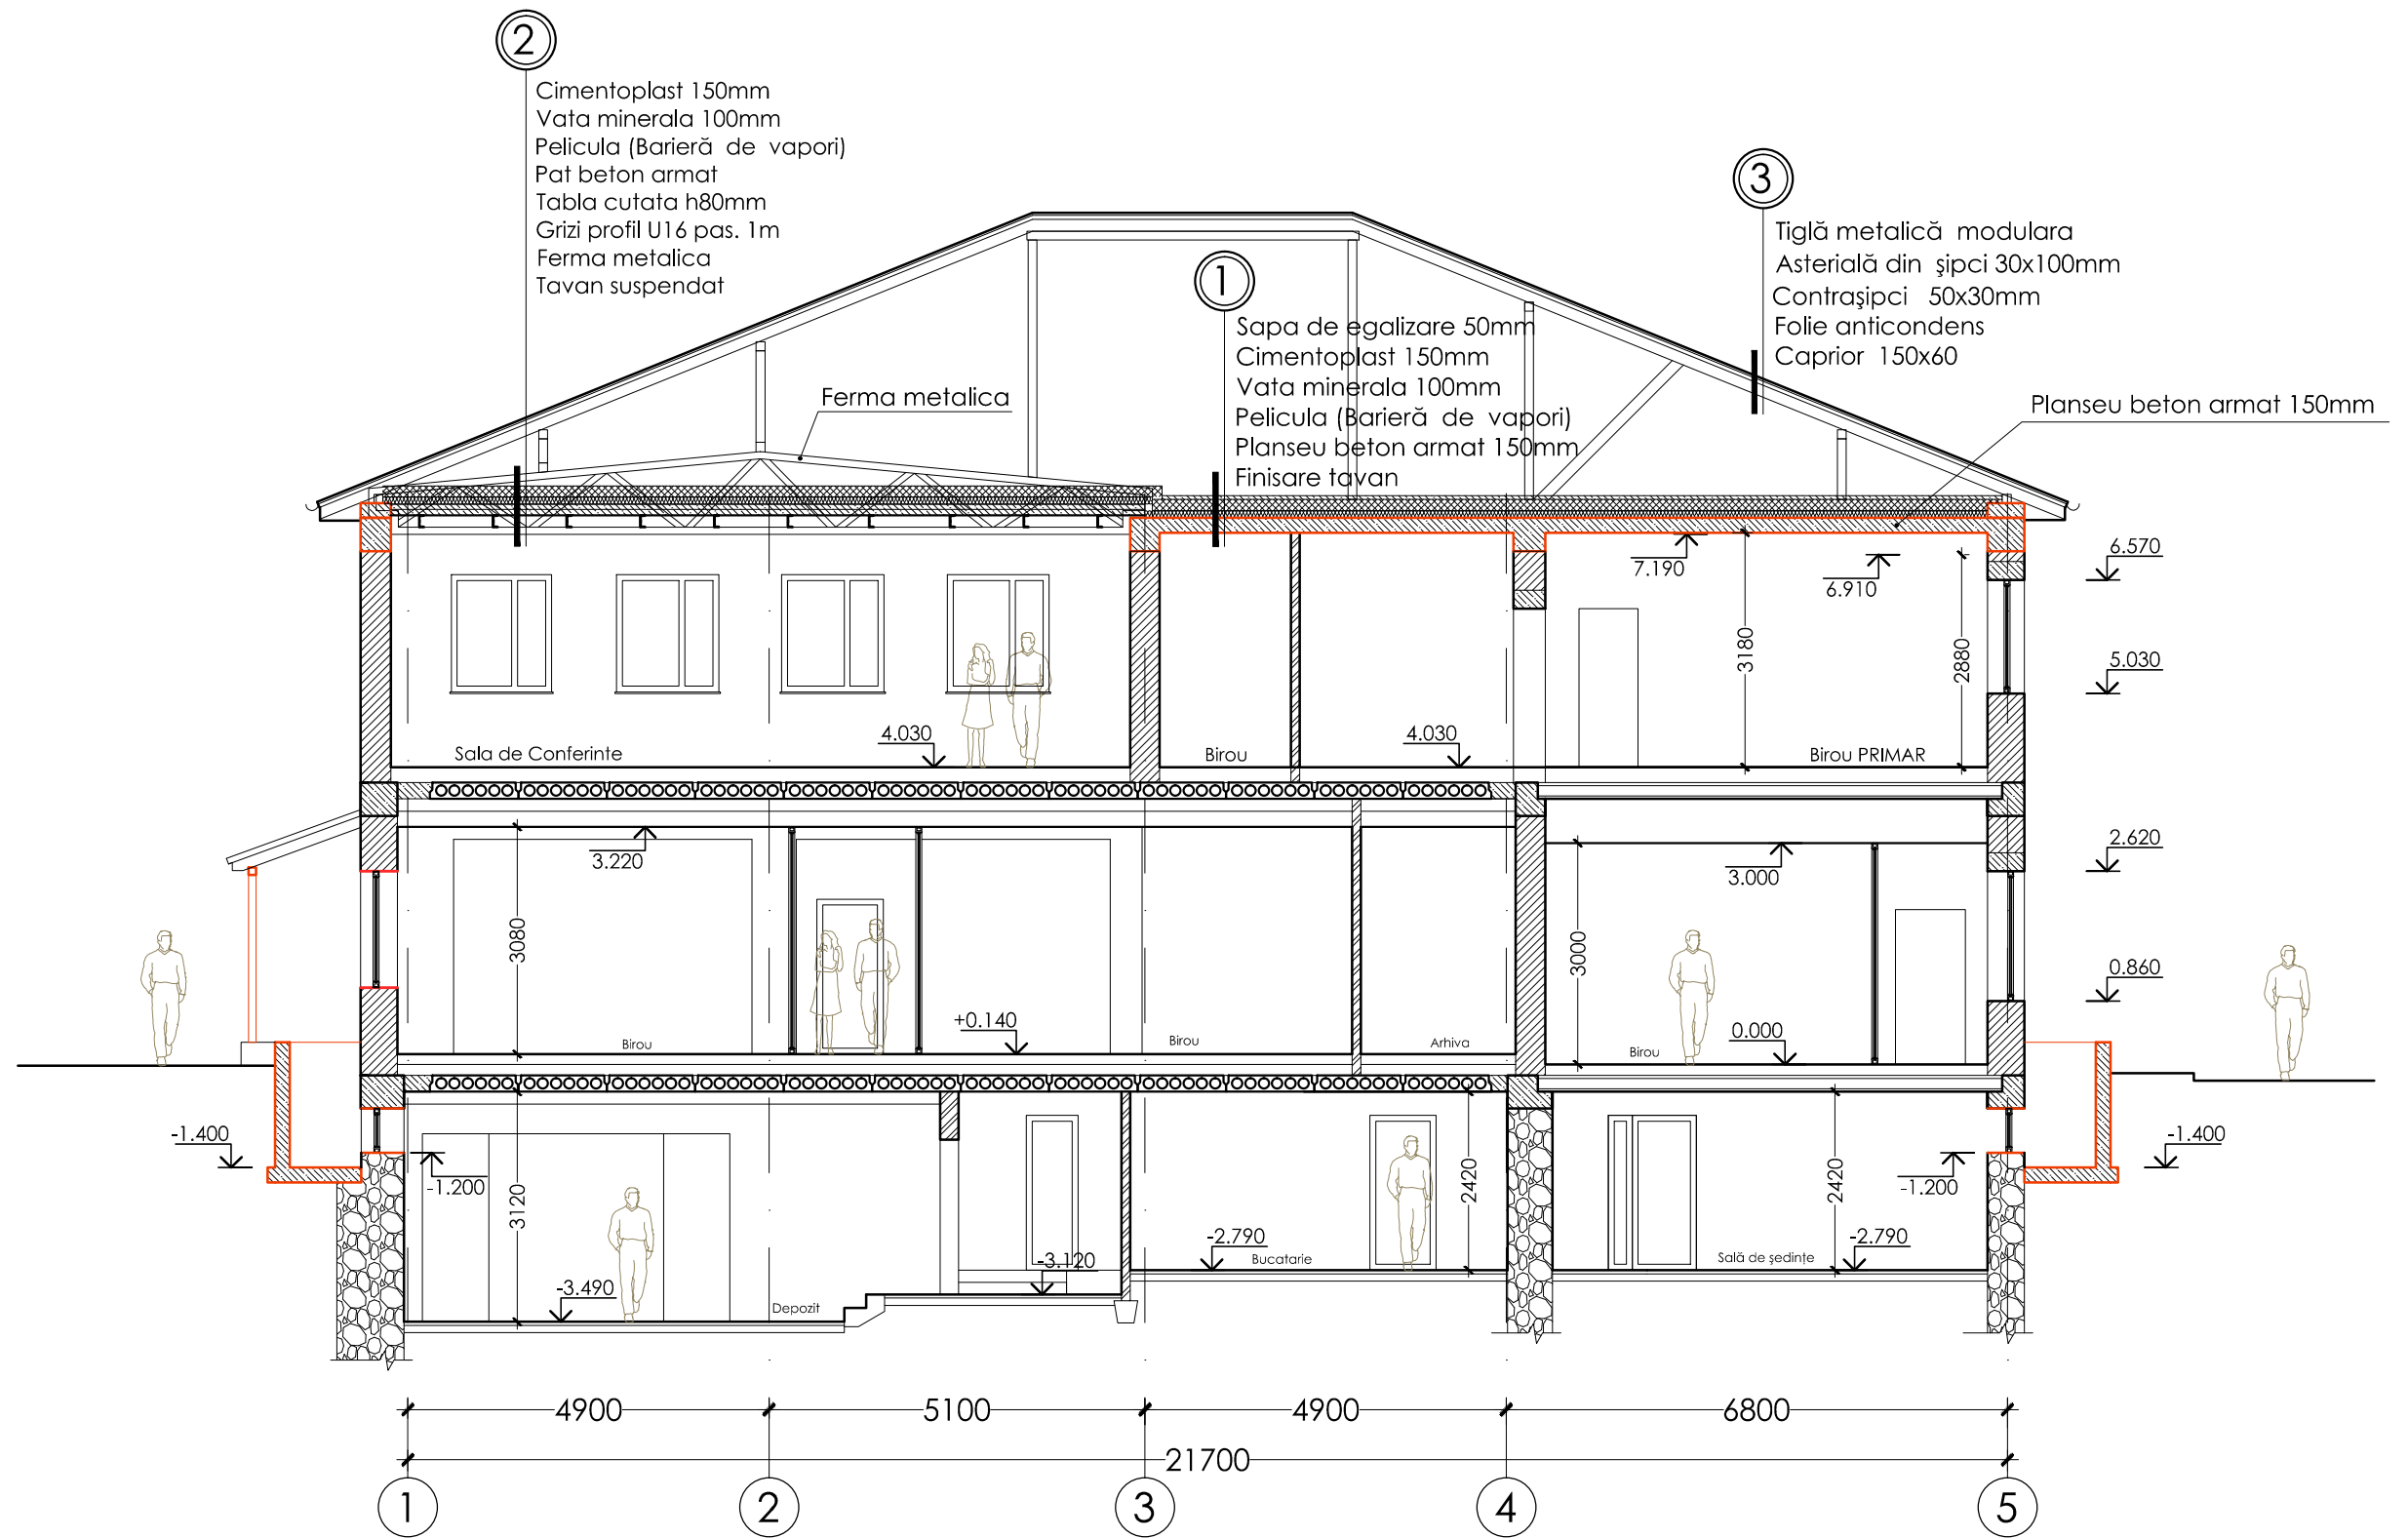 2
Cimentoplast 150mm
Vata minerala 100mm
Pelicula (Barieră de vapori)
Pat beton armat
Tabla cutata h80mm
Grizi profil U16 pas. 1m
Ferma metalica
Tavan suspendat
3
Tiglă metalică modulara
Asterială din şipci 30x100mm
Contraşipci 50x30mm
Folie anticondens
Caprior 150x60
1
Sapa de egalizare 50mm
Cimentoplast 150mm
Vata minerala 100mm
Pelicula (Barieră de vapori)
Planseu beton armat 150mm
Finisare tavan
Ferma metalica
Planseu beton armat 150mm
7.190
6.910
6.570
3180
2880
5.030
4.030
4.030
Sala de Conferinte
Birou
Birou PRIMAR
3.220
3.000
2.620
3080
3000
0.860
+0.140
0.000
Birou
Birou
Arhiva
Birou
-1.400
-1.200
3120
2420
2420
-1.200
-1.400
-2.790
-3.120
-2.790
Bucatarie
Sală de şedinţe
-3.490
Depozit
4900
5100
4900
6800
21700
1
2
3
4
5